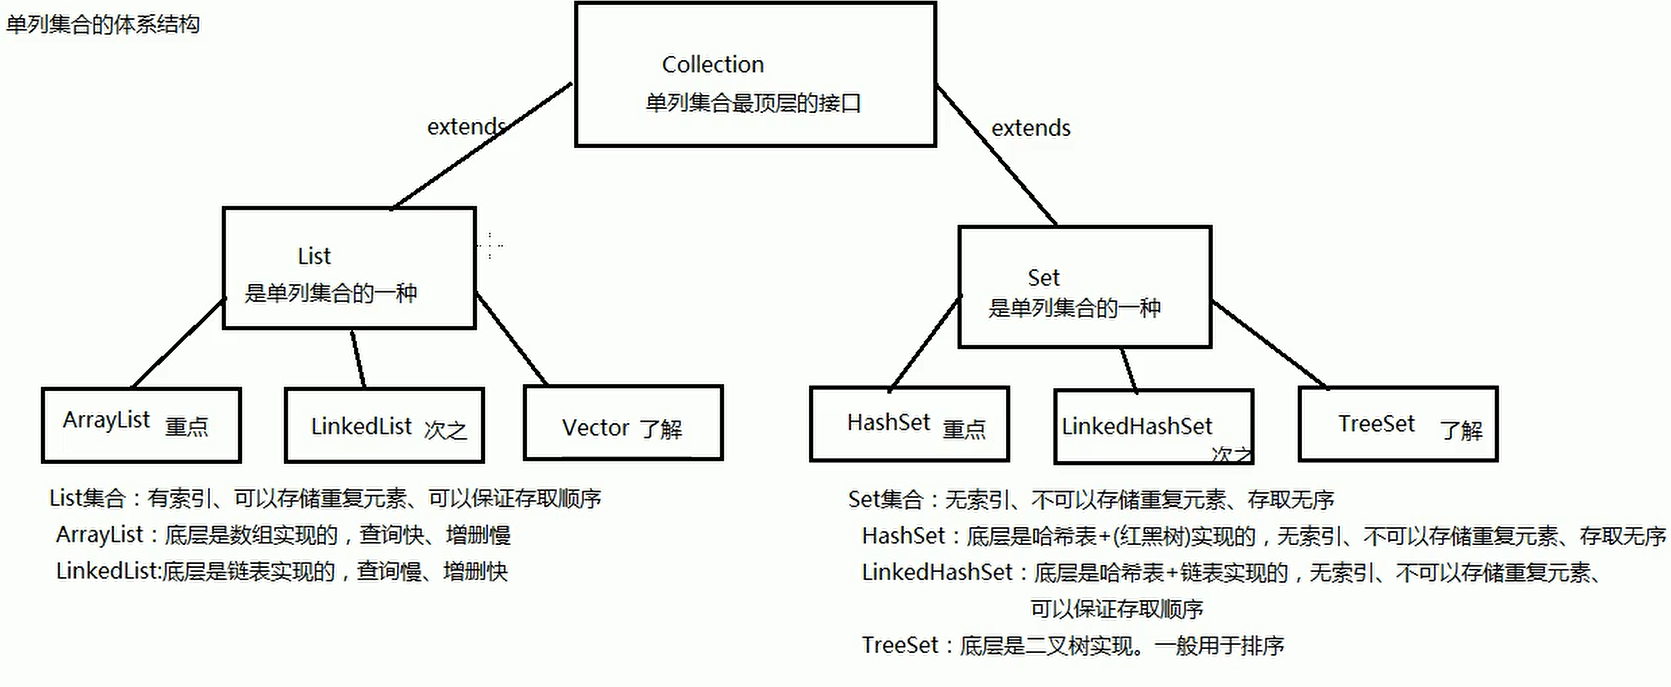 单列集合的体系结构
Collection
单列集合最顶层的接口
extends
extends
List
是单列集合的一种
Set
是单列集合的一种
ArrayList 重点
LinkedList 次之
Vector 了解
HashSet 重点
LinkedHashSet
次之
TreeSet 了解
List集合：有索引、可以存储重复元素、可以保证存取顺序
ArrayList：底层是数组实现的，查询快、增删慢
LinkedList:底层是链表实现的，查询慢、增删快
Set集合：无索引、不可以存储重复元素、存取无序
HashSet：底层是哈希表+(红黑树)实现的，无索引、不可以存储重复元素、存取无序
LinkedHashSet：底层是哈希表+链表实现的，无索引、不可以存储重复元素、
可以保证存取顺序
TreeSet：底层是二叉树实现。一般用于排序